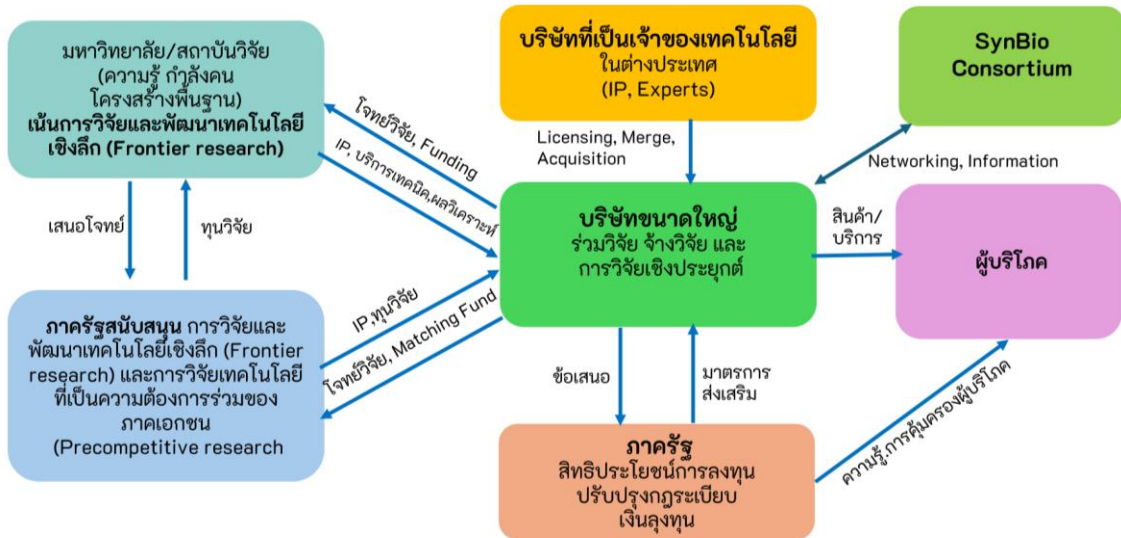 มหาวิทยาลัย/สถาบันวิจัย
(ความรู้ กำลังคน
โครงสร้างพื้นฐาน)
เน้นการวิจัยและพัฒนาเทคโนโลยี
เชิงลึก (Frontier research)
บริษัทที่เป็นเจ้าของเทคโนโลยี
ในต่างประเทศ
(IP, Experts)
SynBio
Consortium
โจทย์วิจัย, Funding
IP, บริการเทคนิค,ผลวิเคราะห์
Licensing, Merge,
Acquisition
Networking, Information
เสนอโจทย์
ทุนวิจัย
บริษัทขนาดใหญ่
ร่วมวิจัย จ้างวิจัย และ
การวิจัยเชิงประยุกต์
สินค้า/
บริการ
ผู้บริโภค
ภาครัฐสนับสนุน การวิจัยและ
พัฒนาเทคโนโลยีเชิงลึก (Frontier
research) และการวิจัยเทคโนโลยี
ที่เป็นความต้องการร่วมของ
ภาคเอกชน
(Precompetitive research
IP,ทุนวิจัย
โจทย์วิจัย, Matching Fund
ข้อเสนอ
มาตรการ
ส่งเสริม
ภาครัฐ
สิทธิประโยชน์การลงทุน
ปรับปรุงกฎระเบียบ
เงินลุงทุน
ความรู้.การคุ้มครองผู้บริโภค